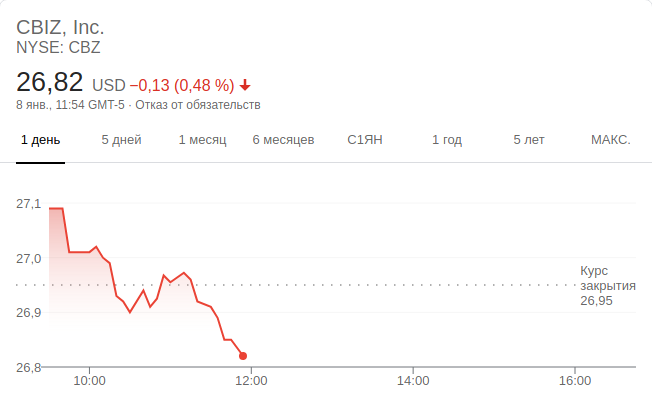 CBIZ, Inc.
NYSE: CBZ
26,82 USD −0,13 (0,48 %)
8 янв., 11:54 GMT-5 · Отказ от обязательств
1 день 5 дней 1 месяц 6 месяцев С1ЯН 1 год 5 лет МАКС.
27,1
27,0
Курс
закрытия
26,95
26,9
26,8
10:00 12:00 14:00 16:00